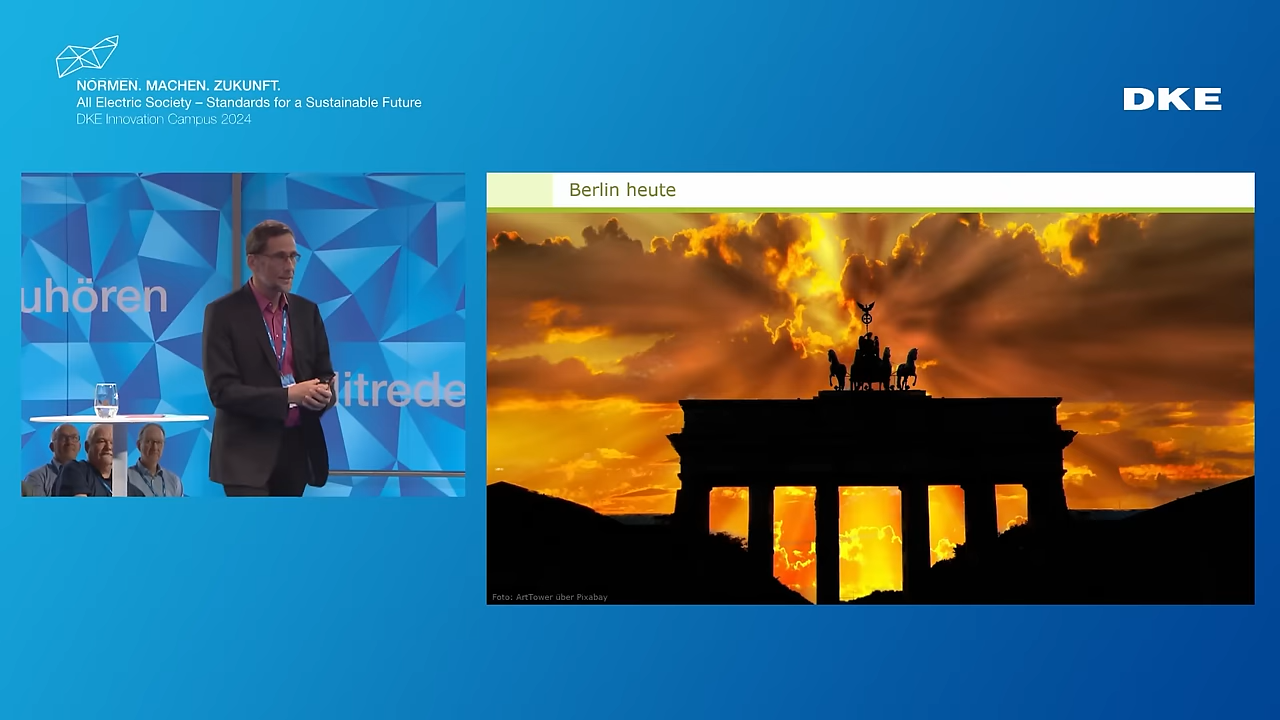 NORMEN. MACHEN. ZUKUNFT.
All Electric Society – Standards for a Sustainable Future
DKE Innovation Campus 2024
DKE
uhören
litrede
Berlin heute
Foto: ArtTower über Pixabay